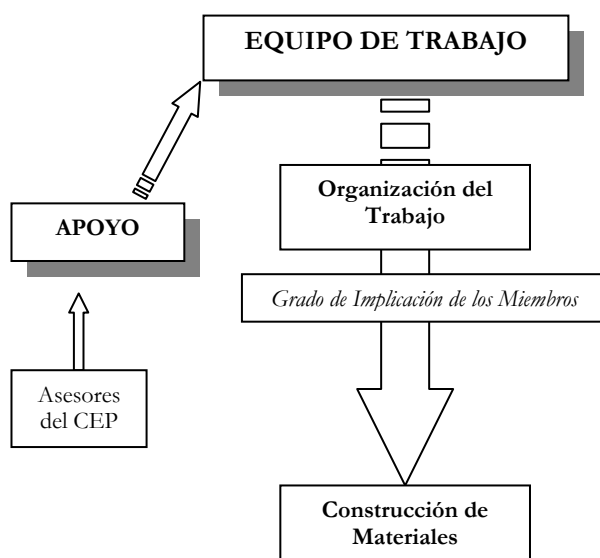 EQUIPO DE TRABAJO
Organización del
Trabajo
APOYO
Grado de Implicación de los Miembros
Asesores
del CEP
Construcción de
Materiales